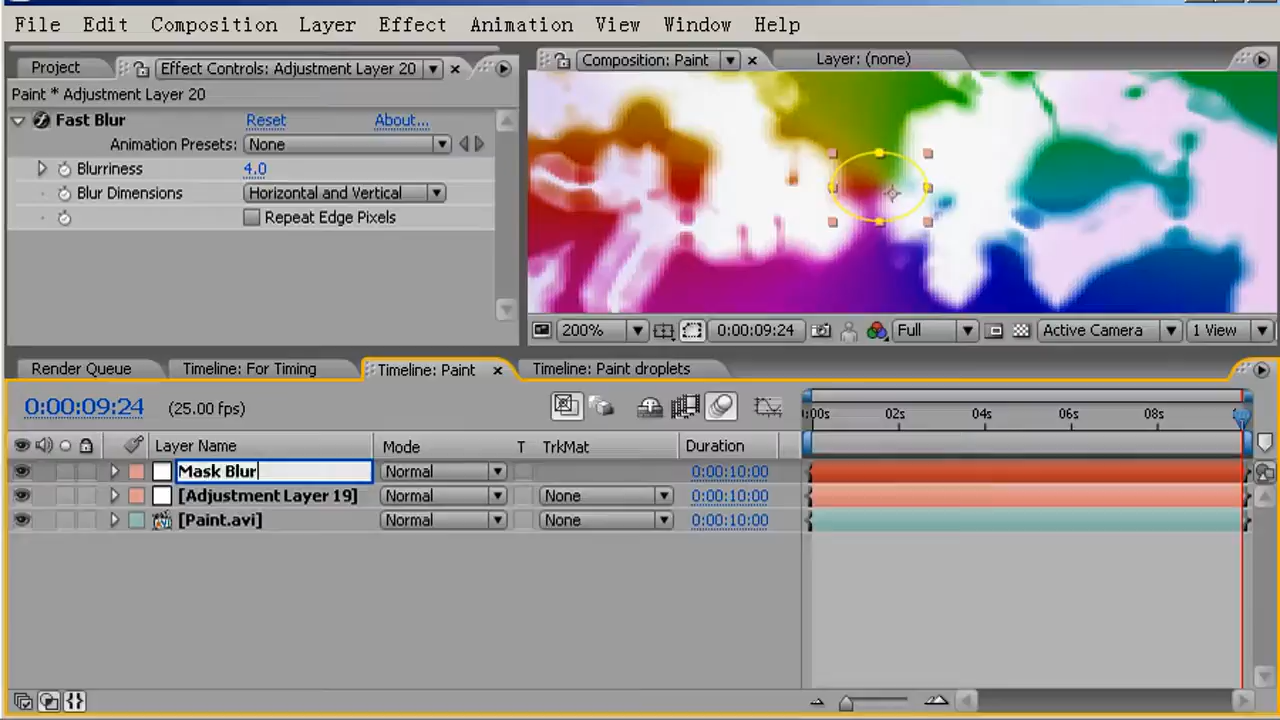 File Edit Composition Layer Effect Animation View Window Help
Project Effect Controls: Adjustment Layer 20 Composition: Paint Layer: (none)
Paint * Adjustment Layer 20
Fast Blur Reset About...
Animation Presets: None
Blurriness 4.0
Blur Dimensions Horizontal and Vertical
Repeat Edge Pixels
200% 0:00:09:24 Full Active Camera 1 View
Render Queue Timeline: For Timing Timeline: Paint Timeline: Paint droplets
0:00:09:24 (25.00 fps) :00s 02s 04s 06s 08s
Layer Name Mode T TrkMat Duration
Mask Blur Normal 0:00:10:00
[Adjustment Layer 19] Normal None 0:00:10:00
[Paint.avi] Normal None 0:00:10:00